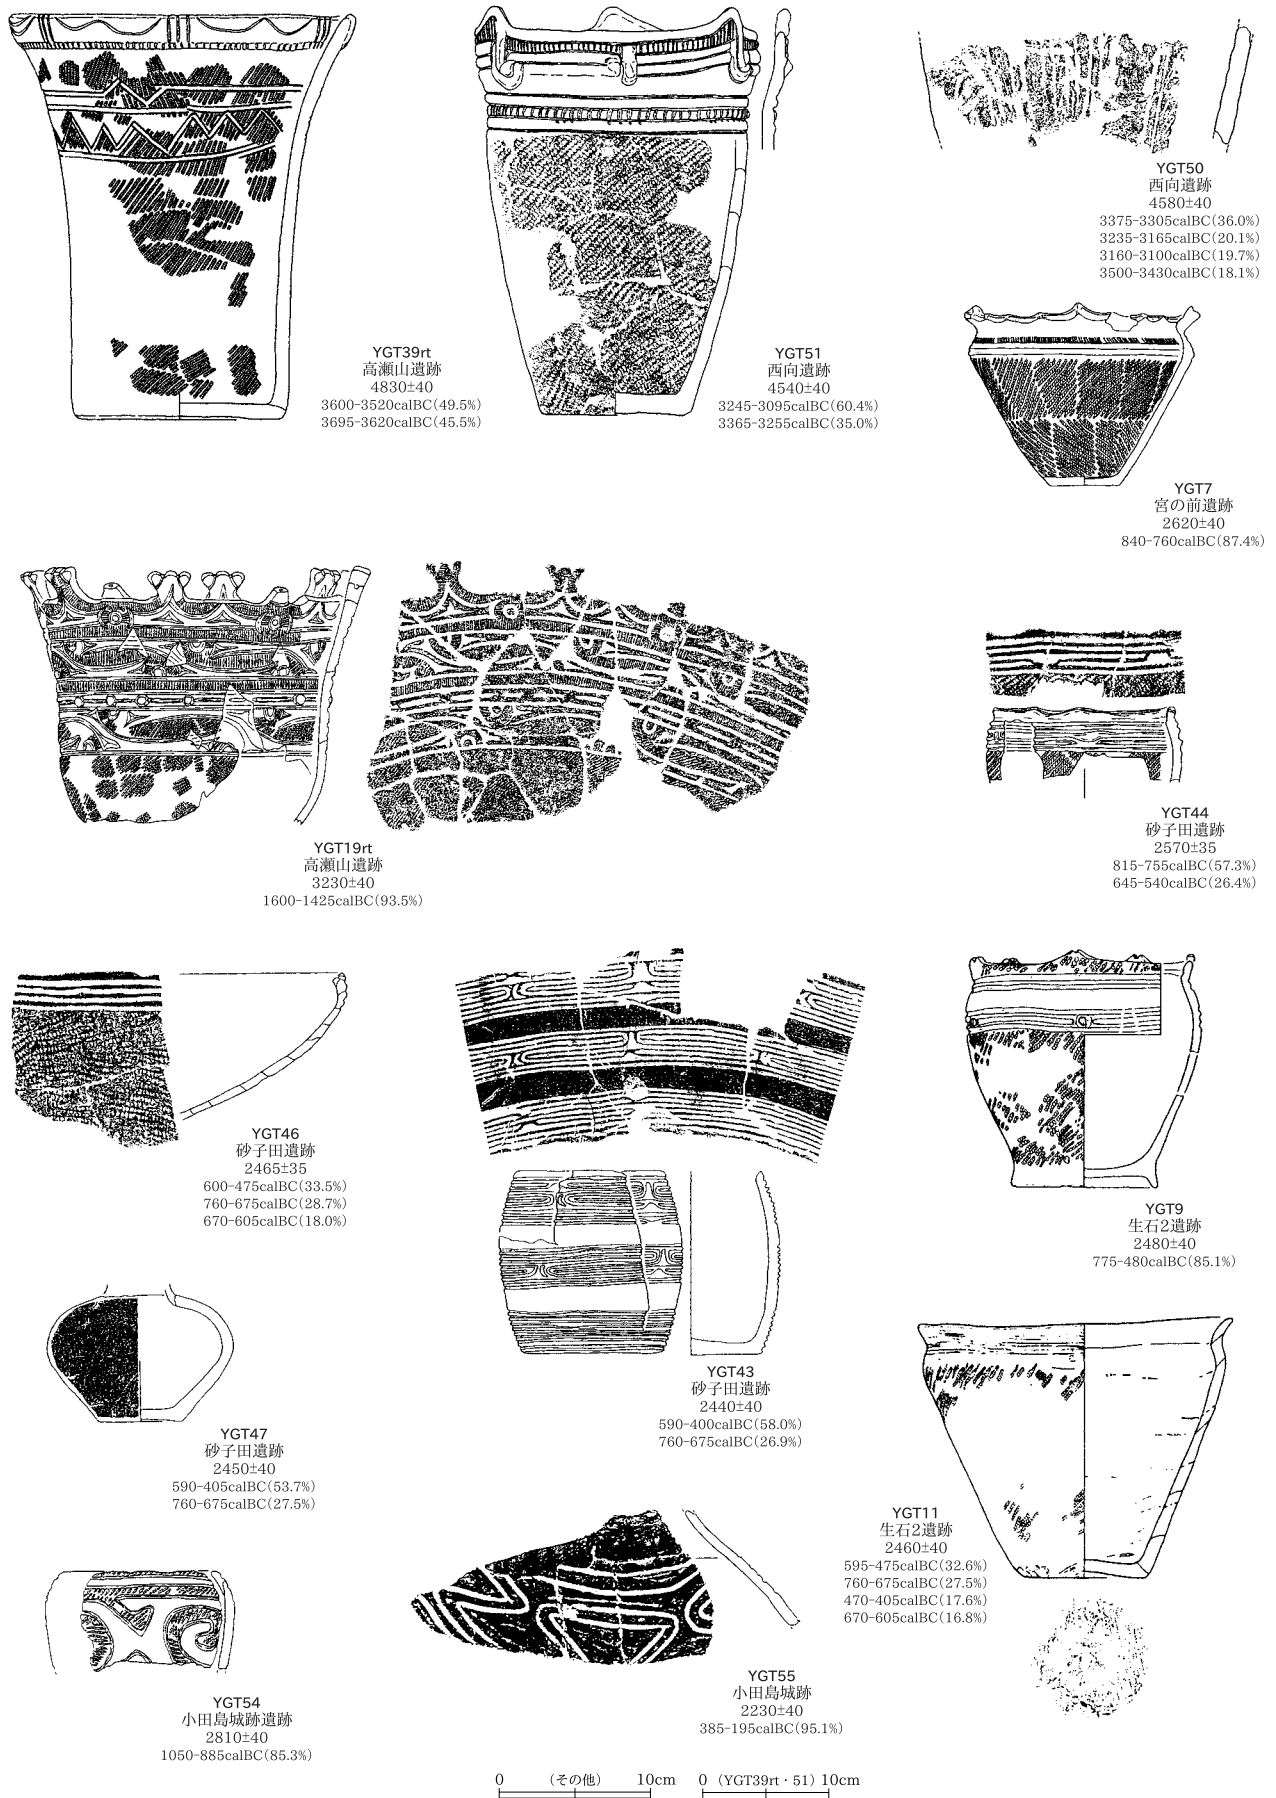 YGT50
西向遺跡
4580±40
3375-3305calBC(36.0%)
3235-3165calBC(20.1%)
3160-3100calBC(19.7%)
3500-3430calBC(18.1%)
YGT39rt
高瀬山遺跡
4830±40
3600-3520calBC(49.5%)
3695-3620calBC(45.5%)
YGT51
西向遺跡
4540±40
3245-3095calBC(60.4%)
3365-3255calBC(35.0%)
YGT7
宮の前遺跡
2620±40
840-760calBC(87.4%)
YGT19rt
高瀬山遺跡
3230±40
1600-1425calBC(93.5%)
YGT44
砂子田遺跡
2570±35
815-755calBC(57.3%)
645-540calBC(26.4%)
YGT46
砂子田遺跡
2465±35
600-475calBC(33.5%)
760-675calBC(28.7%)
670-605calBC(18.0%)
YGT9
生石2遺跡
2480±40
775-480calBC(85.1%)
YGT43
砂子田遺跡
2440±40
590-400calBC(58.0%)
760-675calBC(26.9%)
YGT47
砂子田遺跡
2450±40
590-405calBC(53.7%)
760-675calBC(27.5%)
YGT11
生石2遺跡
2460±40
595-475calBC(32.6%)
760-675calBC(27.5%)
470-405calBC(17.6%)
670-605calBC(16.8%)
YGT55
小田島城跡
2230±40
385-195calBC(95.1%)
YGT54
小田島城跡遺跡
2810±40
1050-885calBC(85.3%)
0 (その他) 10cm
0 (YGT39rt・51) 10cm